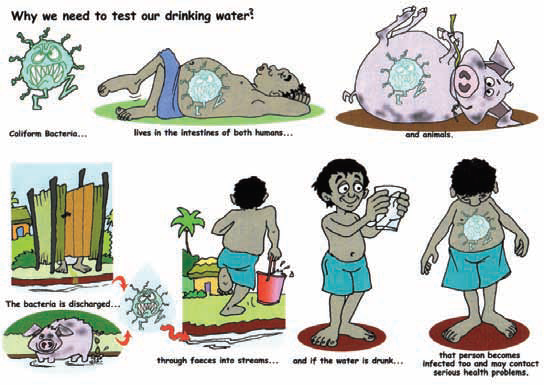 Why we need to test our drinking water?
Coliform Bacteria...
lives in the intestines of both humans...
and animals.
The bacteria is discharged...
through faeces into streams...
and if the water is drunk...
that person becomes
infected too and may contact
serious health problems.